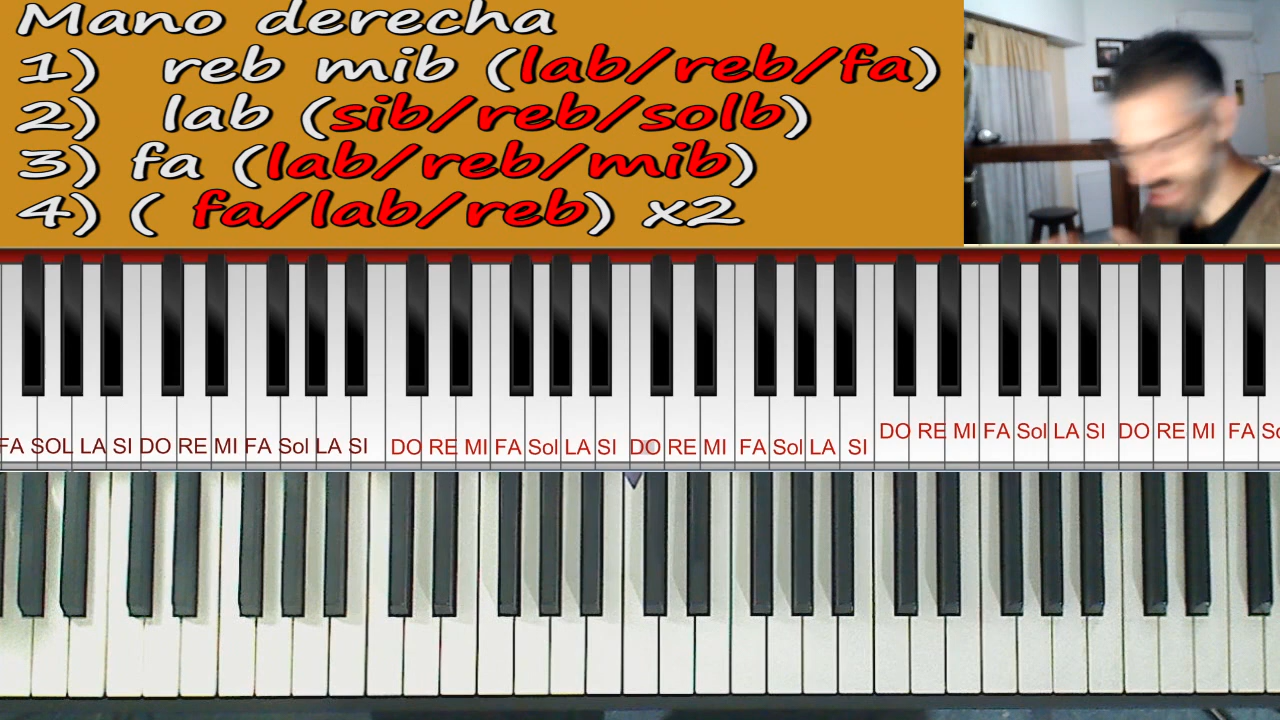 Mano derecha
1) reb mib (lab/reb/fa)
2) lab (sib/reb/solb)
3) fa (lab/reb/mib)
4) ( fa/lab/reb) x2
FA SOL LA SI DO RE MI FA Sol LA SI DO RE MI FA Sol LA SI DO RE MI FA Sol LA SI DO RE MI FA Sol LA SI DO RE MI FA